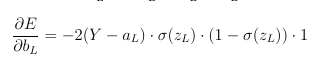 ∂E/∂b_L = −2(Y − a_L) · σ(z_L) · (1 − σ(z_L)) · 1